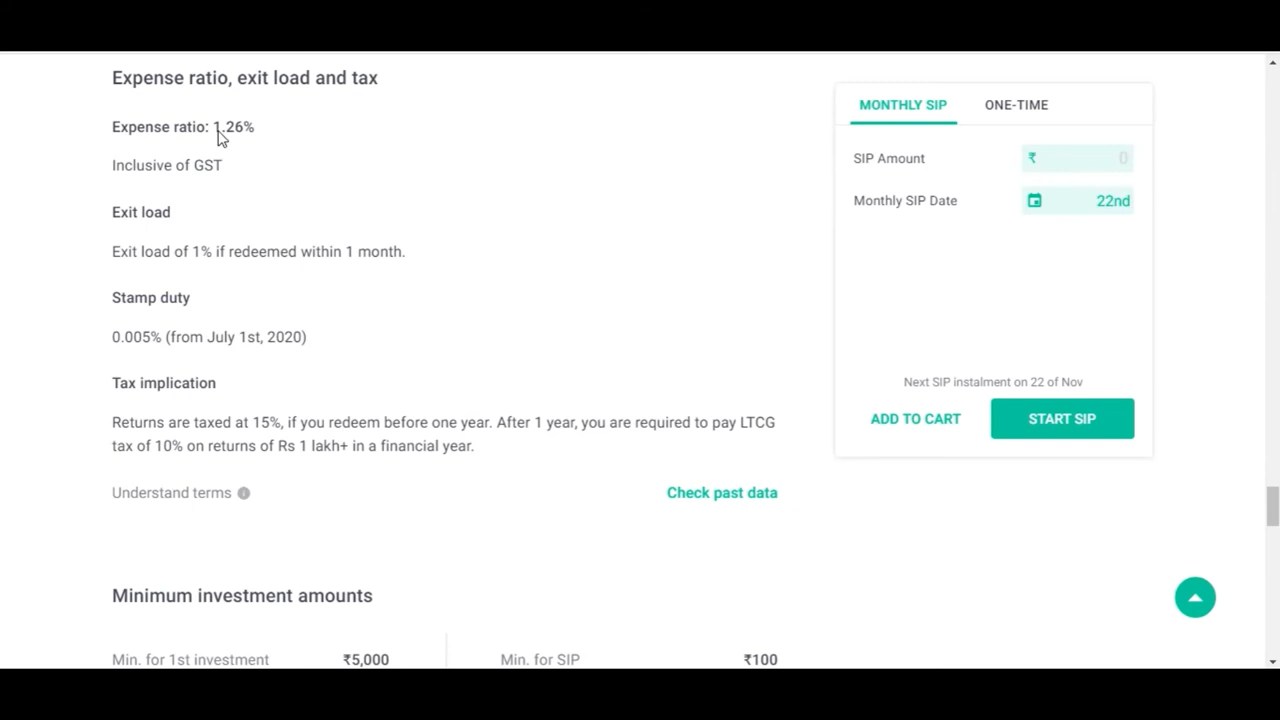 Expense ratio, exit load and tax
Expense ratio: 1.26%
Inclusive of GST
Exit load
Exit load of 1% if redeemed within 1 month.
Stamp duty
0.005% (from July 1st, 2020)
Tax implication
Returns are taxed at 15%, if you redeem before one year. After 1 year, you are required to pay LTCG
tax of 10% on returns of Rs 1 lakh+ in a financial year.
Understand terms
Check past data
Minimum investment amounts
Min. for 1st investment ₹5,000
Min. for SIP ₹100
MONTHLY SIP ONE-TIME
SIP Amount ₹ 0
Monthly SIP Date 22nd
Next SIP instalment on 22 of Nov
ADD TO CART START SIP